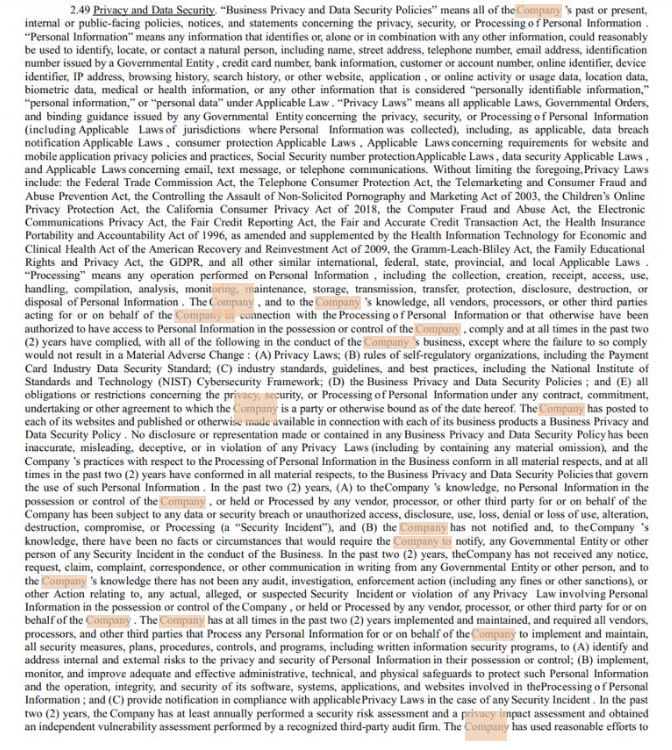 2.49 Privacy and Data Security. “Business Privacy and Data Security Policies” means all of the Company 's past or present,
internal or public-facing policies, notices, and statements concerning the privacy, security, or Processing of Personal Information .
“Personal Information” means any information that identifies or, alone or in combination with any other information, could reasonably
be used to identify, locate, or contact a natural person, including name, street address, telephone number, email address, identification
number issued by a Governmental Entity , credit card number, bank information, customer or account number, online identifier, device
identifier, IP address, browsing history, search history, or other website, application , or online activity or usage data, location data,
biometric data, medical or health information, or any other information that is considered “personally identifiable information,”
“personal information,” or “personal data” under Applicable Law . “Privacy Laws” means all applicable Laws, Governmental Orders,
and binding guidance issued by any Governmental Entity concerning the privacy, security, or Processing of Personal Information
(including Applicable Laws of jurisdictions where Personal Information was collected), including, as applicable, data breach
notification Applicable Laws , consumer protection Applicable Laws , Applicable Laws concerning requirements for website and
mobile application privacy policies and practices, Social Security number protection Applicable Laws , data security Applicable Laws ,
and Applicable Laws concerning email, text message, or telephone communications. Without limiting the foregoing, Privacy Laws
include: the Federal Trade Commission Act, the Telephone Consumer Protection Act, the Telemarketing and Consumer Fraud and
Abuse Prevention Act, the Controlling the Assault of Non-Solicited Pornography and Marketing Act of 2003, the Children's Online
Privacy Protection Act, the California Consumer Privacy Act of 2018, the Computer Fraud and Abuse Act, the Electronic
Communications Privacy Act, the Fair Credit Reporting Act, the Fair and Accurate Credit Transaction Act, the Health Insurance
Portability and Accountability Act of 1996, as amended and supplemented by the Health Information Technology for Economic and
Clinical Health Act of the American Recovery and Reinvestment Act of 2009, the Gramm-Leach-Bliley Act, the Family Educational
Rights and Privacy Act, the GDPR, and all other similar international, federal, state, provincial, and local Applicable Laws .
“Processing” means any operation performed on Personal Information , including the collection, creation, receipt, access, use,
handling, compilation, analysis, monitoring, maintenance, storage, transmission, transfer, protection, disclosure, destruction, or
disposal of Personal Information . The Company , and to the Company 's knowledge, all vendors, processors, or other third parties
acting for or on behalf of the Company in connection with the Processing of Personal Information or that otherwise have been
authorized to have access to Personal Information in the possession or control of the Company , comply and at all times in the past two
(2) years have complied, with all of the following in the conduct of the Company 's business, except where the failure to so comply
would not result in a Material Adverse Change : (A) Privacy Laws; (B) rules of self-regulatory organizations, including the Payment
Card Industry Data Security Standard; (C) industry standards, guidelines, and best practices, including the National Institute of
Standards and Technology (NIST) Cybersecurity Framework; (D) the Business Privacy and Data Security Policies ; and (E) all
obligations or restrictions concerning the privacy, security, or Processing of Personal Information under any contract, commitment,
undertaking or other agreement to which the Company is a party or otherwise bound as of the date hereof. The Company has posted to
each of its websites and published or otherwise made available in connection with each of its business products a Business Privacy and
Data Security Policy . No disclosure or representation made or contained in any Business Privacy and Data Security Policy has been
inaccurate, misleading, deceptive, or in violation of any Privacy Laws (including by containing any material omission), and the
Company 's practices with respect to the Processing of Personal Information in the Business conform in all material respects, and at all
times in the past two (2) years have conformed in all material respects, to the Business Privacy and Data Security Policies that govern
the use of such Personal Information . In the past two (2) years, (A) to the Company's knowledge, no Personal Information in the
possession or control of the Company , or held or Processed by any vendor, processor, or other third party for or on behalf of the
Company has been subject to any data or security breach or unauthorized access, disclosure, use, loss, denial or loss of use, alteration,
destruction, compromise, or Processing (a “Security Incident”), and (B) the Company has not notified and, to the Company 's
knowledge, there have been no facts or circumstances that would require the Company to notify, any Governmental Entity or other
person of any Security Incident in the conduct of the Business. In the past two (2) years, the Company has not received any notice,
request, claim, complaint, correspondence, or other communication in writing from any Governmental Entity or other person, and to
the Company 's knowledge there has not been any audit, investigation, enforcement action (including any fines or other sanctions), or
other Action relating to, any actual, alleged, or suspected Security Incident or violation of any Privacy Law involving Personal
Information in the possession or control of the Company , or held or Processed by any vendor, processor, or other third party for or on
behalf of the Company . The Company has at all times in the past two (2) years implemented and maintained, and required all vendors,
processors, and other third parties that Process any Personal Information for or on behalf of the Company to implement and maintain,
all security measures, plans, procedures, controls, and programs, including written information security programs, to (A) identify and
address internal and external risks to the privacy and security of Personal Information in their possession or control; (B) implement,
monitor, and improve adequate and effective administrative, technical, and physical safeguards to protect such Personal Information
and the operation, integrity, and security of its software, systems, applications, and websites involved in the Processing of Personal
Information ; and (C) provide notification in compliance with applicable Privacy Laws in the case of any Security Incident . In the past
two (2) years, the Company has at least annually performed a security risk assessment and a privacy impact assessment and obtained
an independent vulnerability assessment performed by a recognized third-party audit firm. The Company has used reasonable efforts to